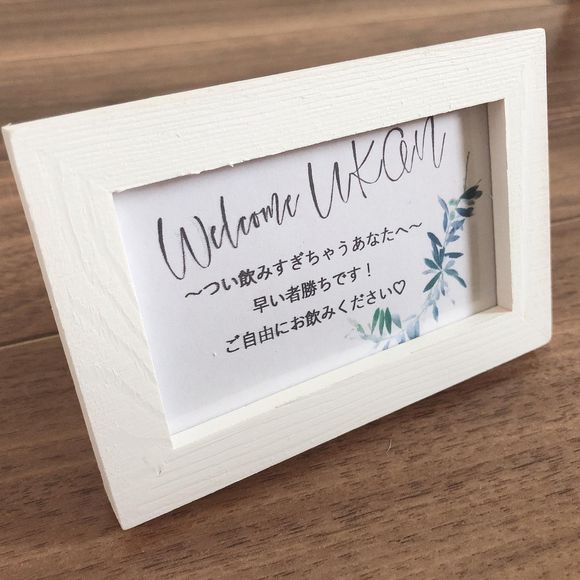 Welcome UKON
〜つい飲みすぎちゃうあなたへ〜
早い者勝ちです！
ご自由にお飲みください♡